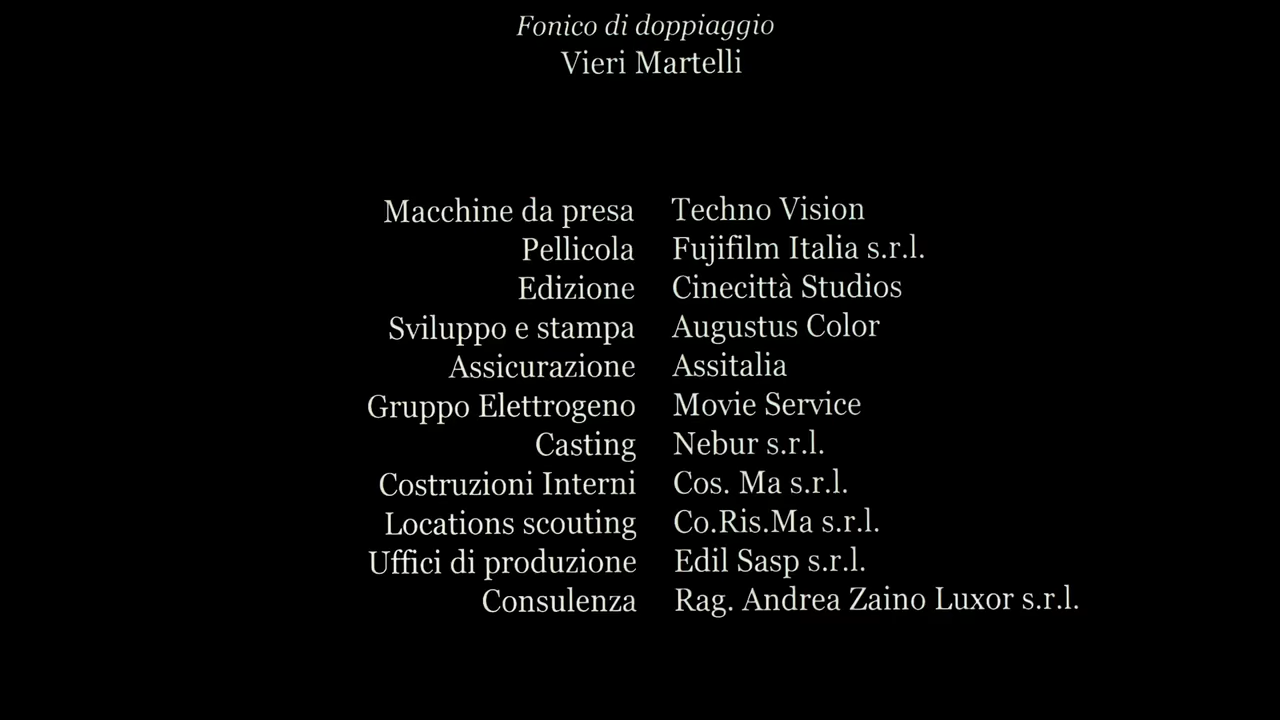 Fonico di doppiaggio
Vieri Martelli
Macchine da presa Techno Vision
Pellicola Fujifilm Italia s.r.l.
Edizione Cinecittà Studios
Sviluppo e stampa Augustus Color
Assicurazione Assitalia
Gruppo Elettrogeno Movie Service
Casting Nebur s.r.l.
Costruzioni Interni Cos. Ma s.r.l.
Locations scouting Co.Ris.Ma s.r.l.
Uffici di produzione Edil Sasp s.r.l.
Consulenza Rag. Andrea Zaino Luxor s.r.l.